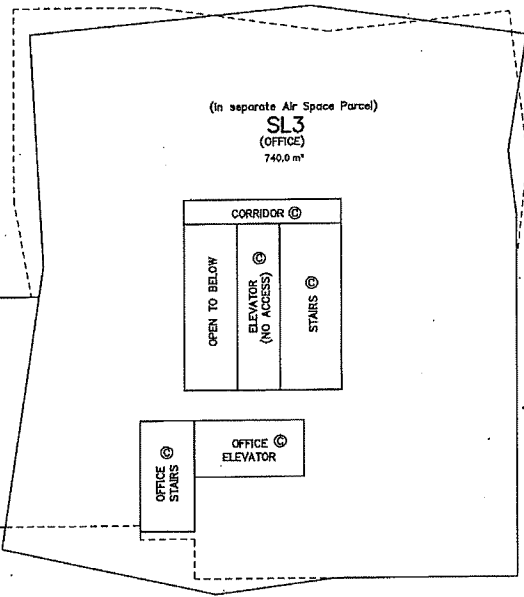 (in separate Air Space Parcel)
SL3
(OFFICE)
740.0 m²
CORRIDOR ©
OPEN TO BELOW
ELEVATOR ©
(NO ACCESS)
STAIRS ©
OFFICE ©
STAIRS
OFFICE ©
ELEVATOR